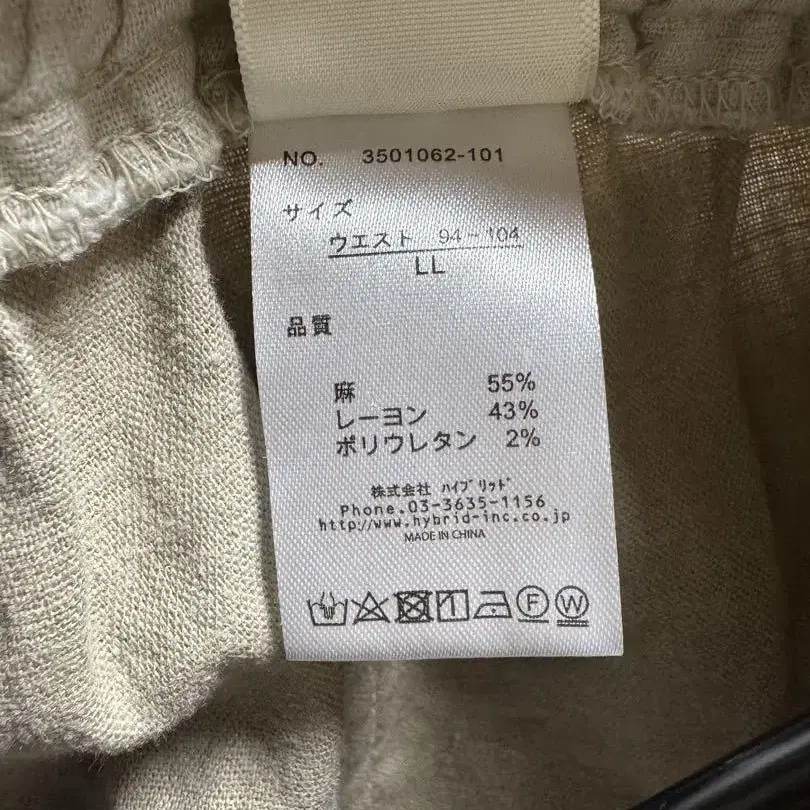 NO. 3501062-101
サイズ
ウエスト 94~104
LL
品質
麻 55%
レーヨン 43%
ポリウレタン 2%
株式会社 ハイブリッド
Phone.03-3635-1156
http://www.hybrid-inc.co.jp
MADE IN CHINA
F W